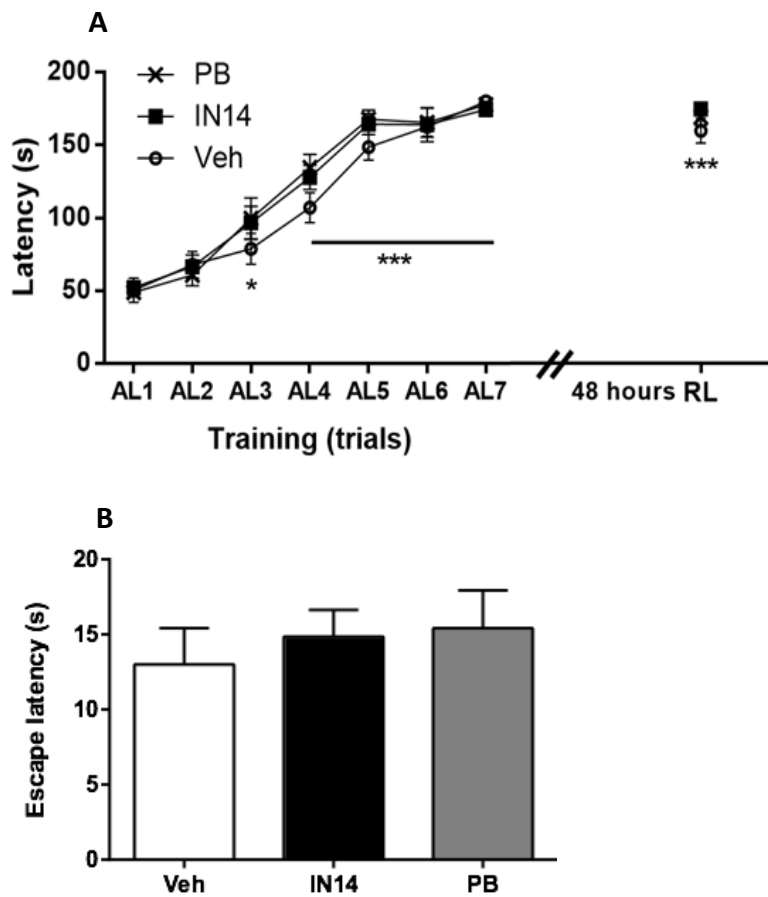 A
200
150
100
50
0
Latency (s)
PB
IN14
Veh
*
***
***
AL1 AL2 AL3 AL4 AL5 AL6 AL7 48 hours RL
Training (trials)
B
20
15
10
5
0
Escape latency (s)
Veh IN14 PB